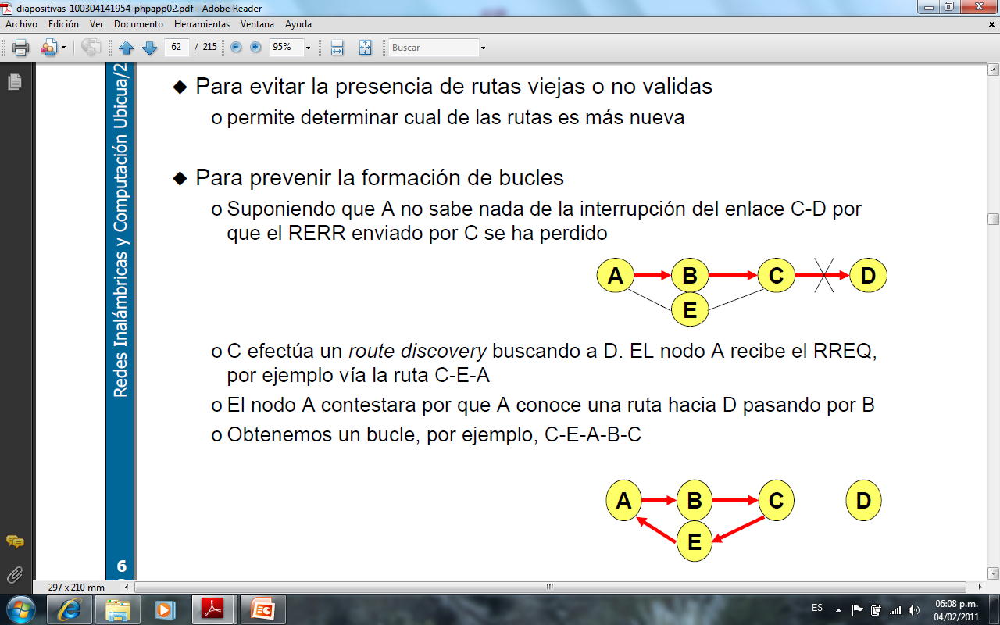 diapositivas-100304141954-phpapp02.pdf - Adobe Reader
Archivo Edición Ver Documento Herramientas Ventana Ayuda
62 / 215 95% Buscar
Redes Inalámbricas y Computación Ubicua/2
◆ Para evitar la presencia de rutas viejas o no validas
o permite determinar cual de las rutas es más nueva
◆ Para prevenir la formación de bucles
o Suponiendo que A no sabe nada de la interrupción del enlace C-D por
que el RERR enviado por C se ha perdido
A B C D
E
o C efectúa un route discovery buscando a D. EL nodo A recibe el RREQ,
por ejemplo vía la ruta C-E-A
o El nodo A contestara por que A conoce una ruta hacia D pasando por B
o Obtenemos un bucle, por ejemplo, C-E-A-B-C
A B C D
E
6
297 x 210 mm
ES 06:08 p.m.
04/02/2011